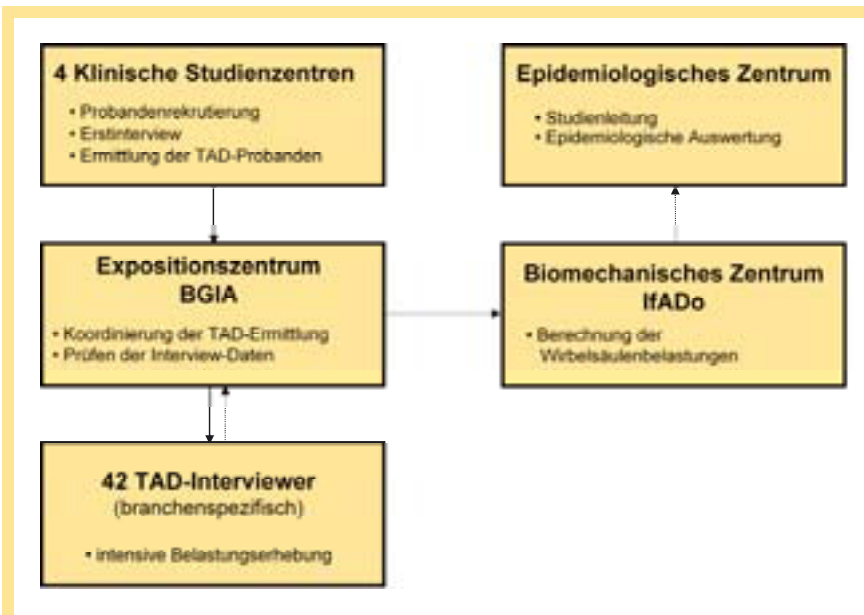 4 Klinische Studienzentren
• Probandenrekrutierung
• Erstinterview
• Ermittlung der TAD-Probanden
Epidemiologisches Zentrum
• Studienleitung
• Epidemiologische Auswertung
Expositionszentrum
BGIA
• Koordinierung der TAD-Ermittlung
• Prüfen der Interview-Daten
Biomechanisches Zentrum
IfADo
• Berechnung der
Wirbelsäulenbelastungen
42 TAD-Interviewer
(branchenspezifisch)
• intensive Belastungserhebung